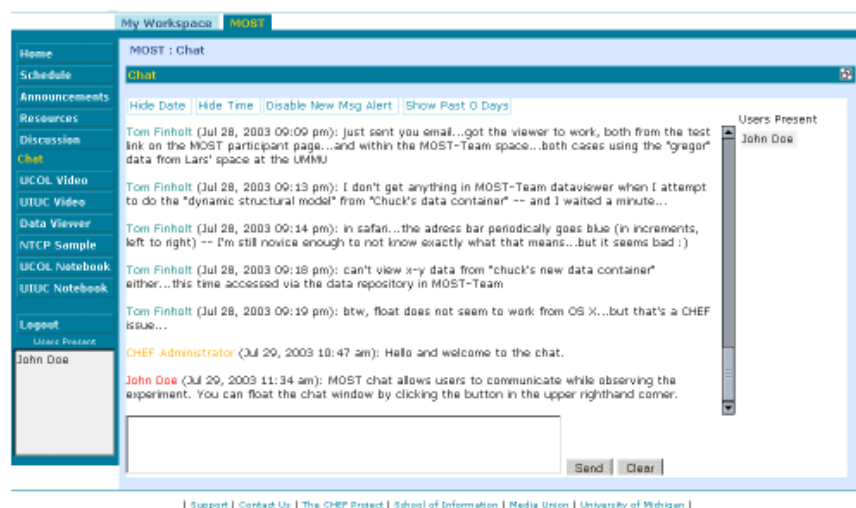 My Workspace MOST
MOST : Chat
Home
Schedule
Announcements
Resources
Discussion
Chat
UCOL Video
UIUC Video
Data Viewer
NTCP Sample
UCOL Notebook
UIUC Notebook
Logout
Users Present
John Doe
Chat
Hide Date Hide Time Disable New Msg Alert Show Past 0 Days
Tom Finholt (Jul 28, 2003 09:09 pm): just sent you email...got the viewer to work, both from the test
link on the MOST participant page...and within the MOST-Team space...both cases using the "gregor"
data from Lars' space at the UMMU
Tom Finholt (Jul 28, 2003 09:13 pm): I don't get anything in MOST-Team dataviewer when I attempt
to do the "dynamic structural model" from "Chuck's data container" -- and I waited a minute...
Tom Finholt (Jul 28, 2003 09:14 pm): in safari...the adress bar periodically goes blue (in increments,
left to right) -- I'm still novice enough to not know exactly what that means...but it seems bad :)
Tom Finholt (Jul 28, 2003 09:18 pm): can't view x-y data from "chuck's new data container"
either...this time accessed via the data repository in MOST-Team
Tom Finholt (Jul 28, 2003 09:19 pm): btw, float does not seem to work from OS X...but that's a CHEF
issue...
CHEF Administrator (Jul 29, 2003 10:47 am): Hello and welcome to the chat.
John Doe (Jul 29, 2003 11:34 am): MOST chat allows users to communicate while observing the
experiment. You can float the chat window by clicking the button in the upper righthand corner.
Users Present
John Doe
Send Clear
| Support | Contact Us | The CHEF Project | School of Information | Media Union | University of Michigan |